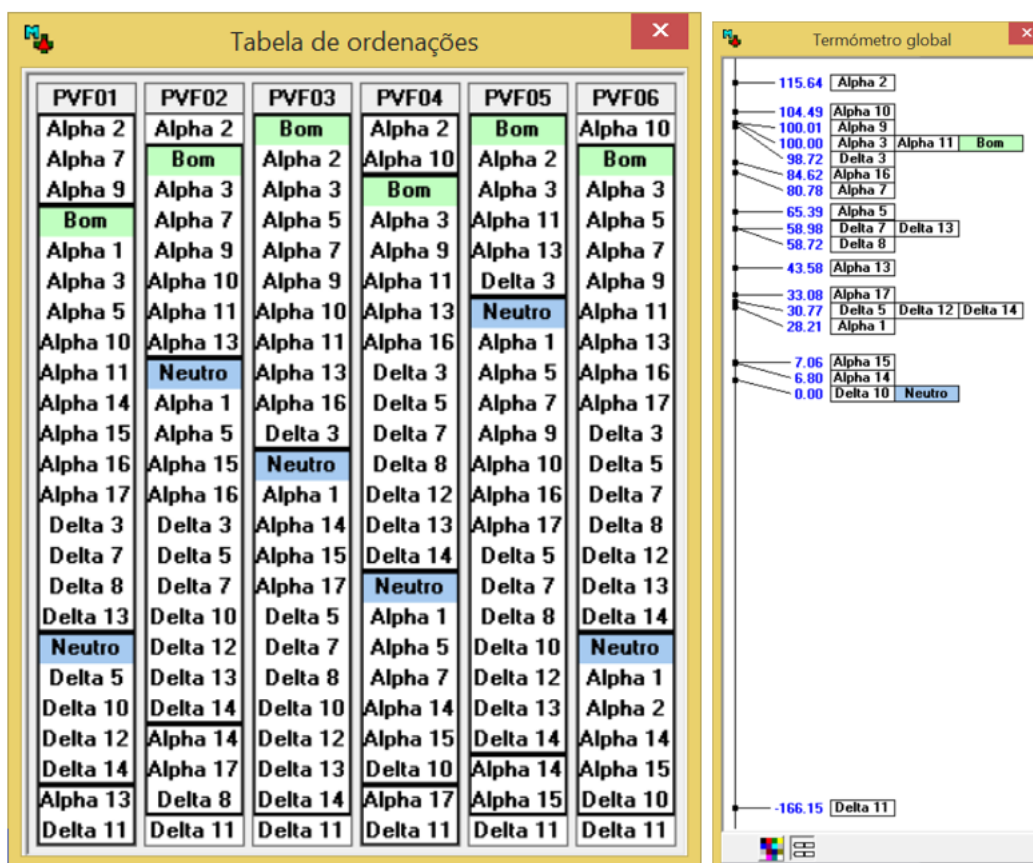 Tabela de ordenações
PVF01 PVF02 PVF03 PVF04 PVF05 PVF06
Alpha 2 Alpha 2 Bom Alpha 2 Bom Alpha 10
Alpha 7 Bom Alpha 2 Alpha 10 Alpha 2 Bom
Alpha 9 Alpha 3 Alpha 3 Bom Alpha 3 Alpha 3
Bom Alpha 7 Alpha 5 Alpha 3 Alpha 11 Alpha 5
Alpha 1 Alpha 9 Alpha 7 Alpha 9 Alpha 13 Alpha 7
Alpha 3 Alpha 10 Alpha 9 Alpha 11 Delta 3 Alpha 9
Alpha 5 Alpha 11 Alpha 10 Alpha 13 Neutro Alpha 11
Alpha 10 Alpha 13 Alpha 11 Alpha 16 Alpha 1 Alpha 13
Alpha 11 Neutro Alpha 13 Delta 3 Alpha 5 Alpha 16
Alpha 14 Alpha 1 Alpha 16 Delta 5 Alpha 7 Alpha 17
Alpha 15 Alpha 5 Delta 3 Delta 7 Alpha 9 Delta 3
Alpha 16 Alpha 15 Neutro Delta 8 Alpha 10 Delta 5
Alpha 17 Alpha 16 Alpha 1 Delta 12 Alpha 16 Delta 7
Delta 3 Delta 3 Alpha 14 Delta 13 Alpha 17 Delta 8
Delta 7 Delta 5 Alpha 15 Delta 14 Delta 5 Delta 12
Delta 8 Delta 7 Alpha 17 Neutro Delta 7 Delta 13
Delta 13 Delta 10 Delta 5 Alpha 1 Delta 8 Delta 14
Neutro Delta 12 Delta 7 Alpha 5 Delta 10 Neutro
Delta 5 Delta 13 Delta 8 Alpha 7 Delta 12 Alpha 1
Delta 10 Delta 14 Delta 10 Alpha 14 Delta 13 Alpha 2
Delta 12 Alpha 14 Delta 12 Alpha 15 Delta 14 Alpha 14
Delta 14 Alpha 17 Delta 13 Delta 10 Alpha 14 Alpha 15
Alpha 13 Delta 8 Delta 14 Alpha 17 Alpha 15 Delta 10
Delta 11 Delta 11 Delta 11 Delta 11 Delta 11 Delta 11
Termómetro global
115.64 Alpha 2
104.49 Alpha 10
100.01 Alpha 9
100.00 Alpha 3 Alpha 11 Bom
98.72 Delta 3
84.62 Alpha 16
80.78 Alpha 7
65.39 Alpha 5
58.98 Delta 7 Delta 13
58.72 Delta 8
43.58 Alpha 13
33.08 Alpha 17
30.77 Delta 5 Delta 12 Delta 14
28.21 Alpha 1
7.06 Alpha 15
6.80 Alpha 14
0.00 Delta 10 Neutro
-166.15 Delta 11